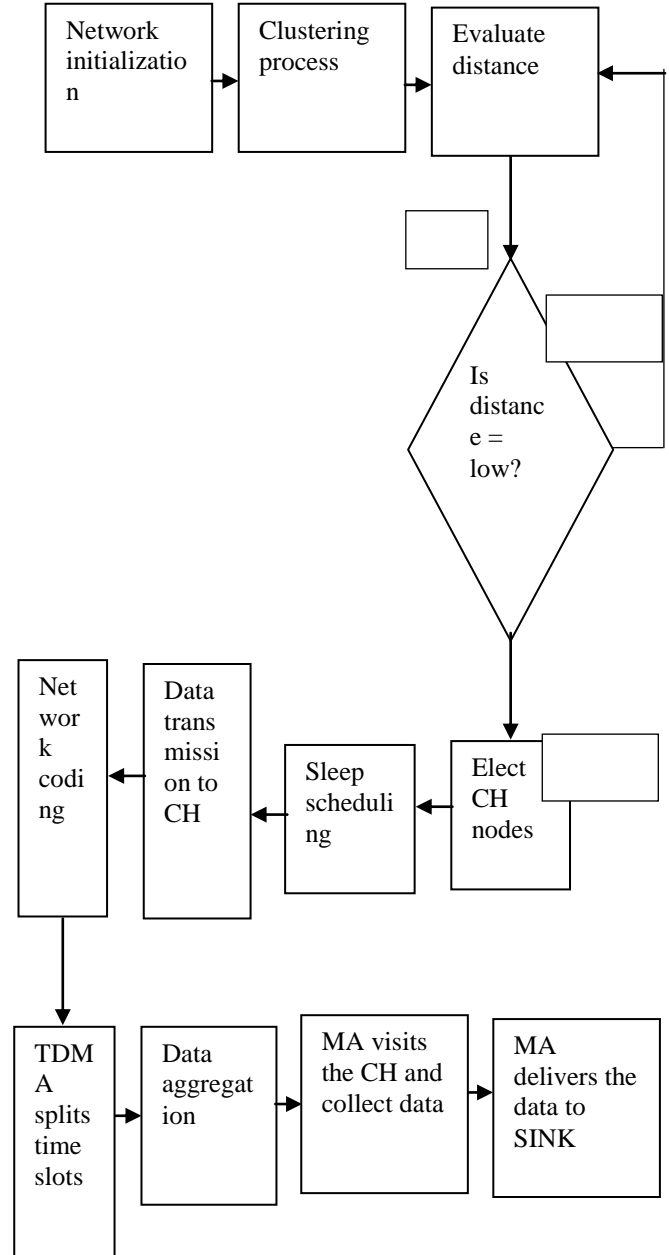 Network
initializatio
n
Clustering
process
Evaluate
distance
Is
distanc
e =
low?
Elect
CH
nodes
Sleep
scheduli
ng
Data
trans
missi
on to
CH
Net
wor
k
codi
ng
TDM
A
splits
time
slots
Data
aggregat
ion
MA visits
the CH and
collect data
MA
delivers the
data to
SINK